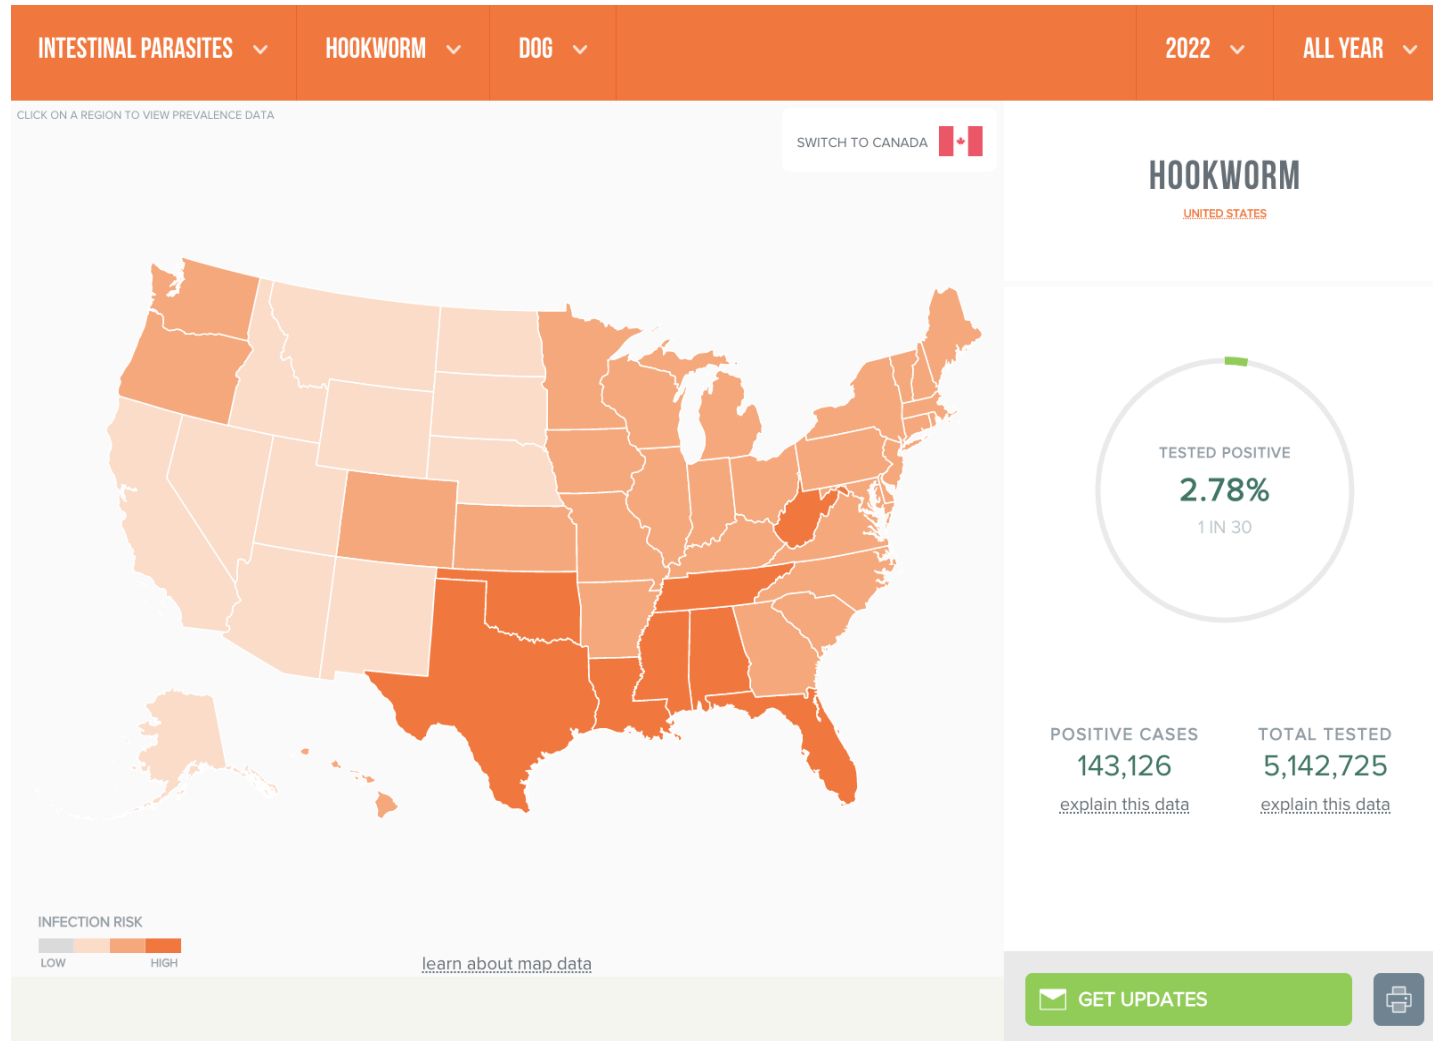 INTESTINAL PARASITES
HOOKWORM
DOG
2022
ALL YEAR
CLICK ON A REGION TO VIEW PREVALENCE DATA
SWITCH TO CANADA
HOOKWORM
UNITED STATES
TESTED POSITIVE
2.78%
1 IN 30
POSITIVE CASES
143,126
explain this data
TOTAL TESTED
5,142,725
explain this data
INFECTION RISK
LOW
HIGH
learn about map data
GET UPDATES